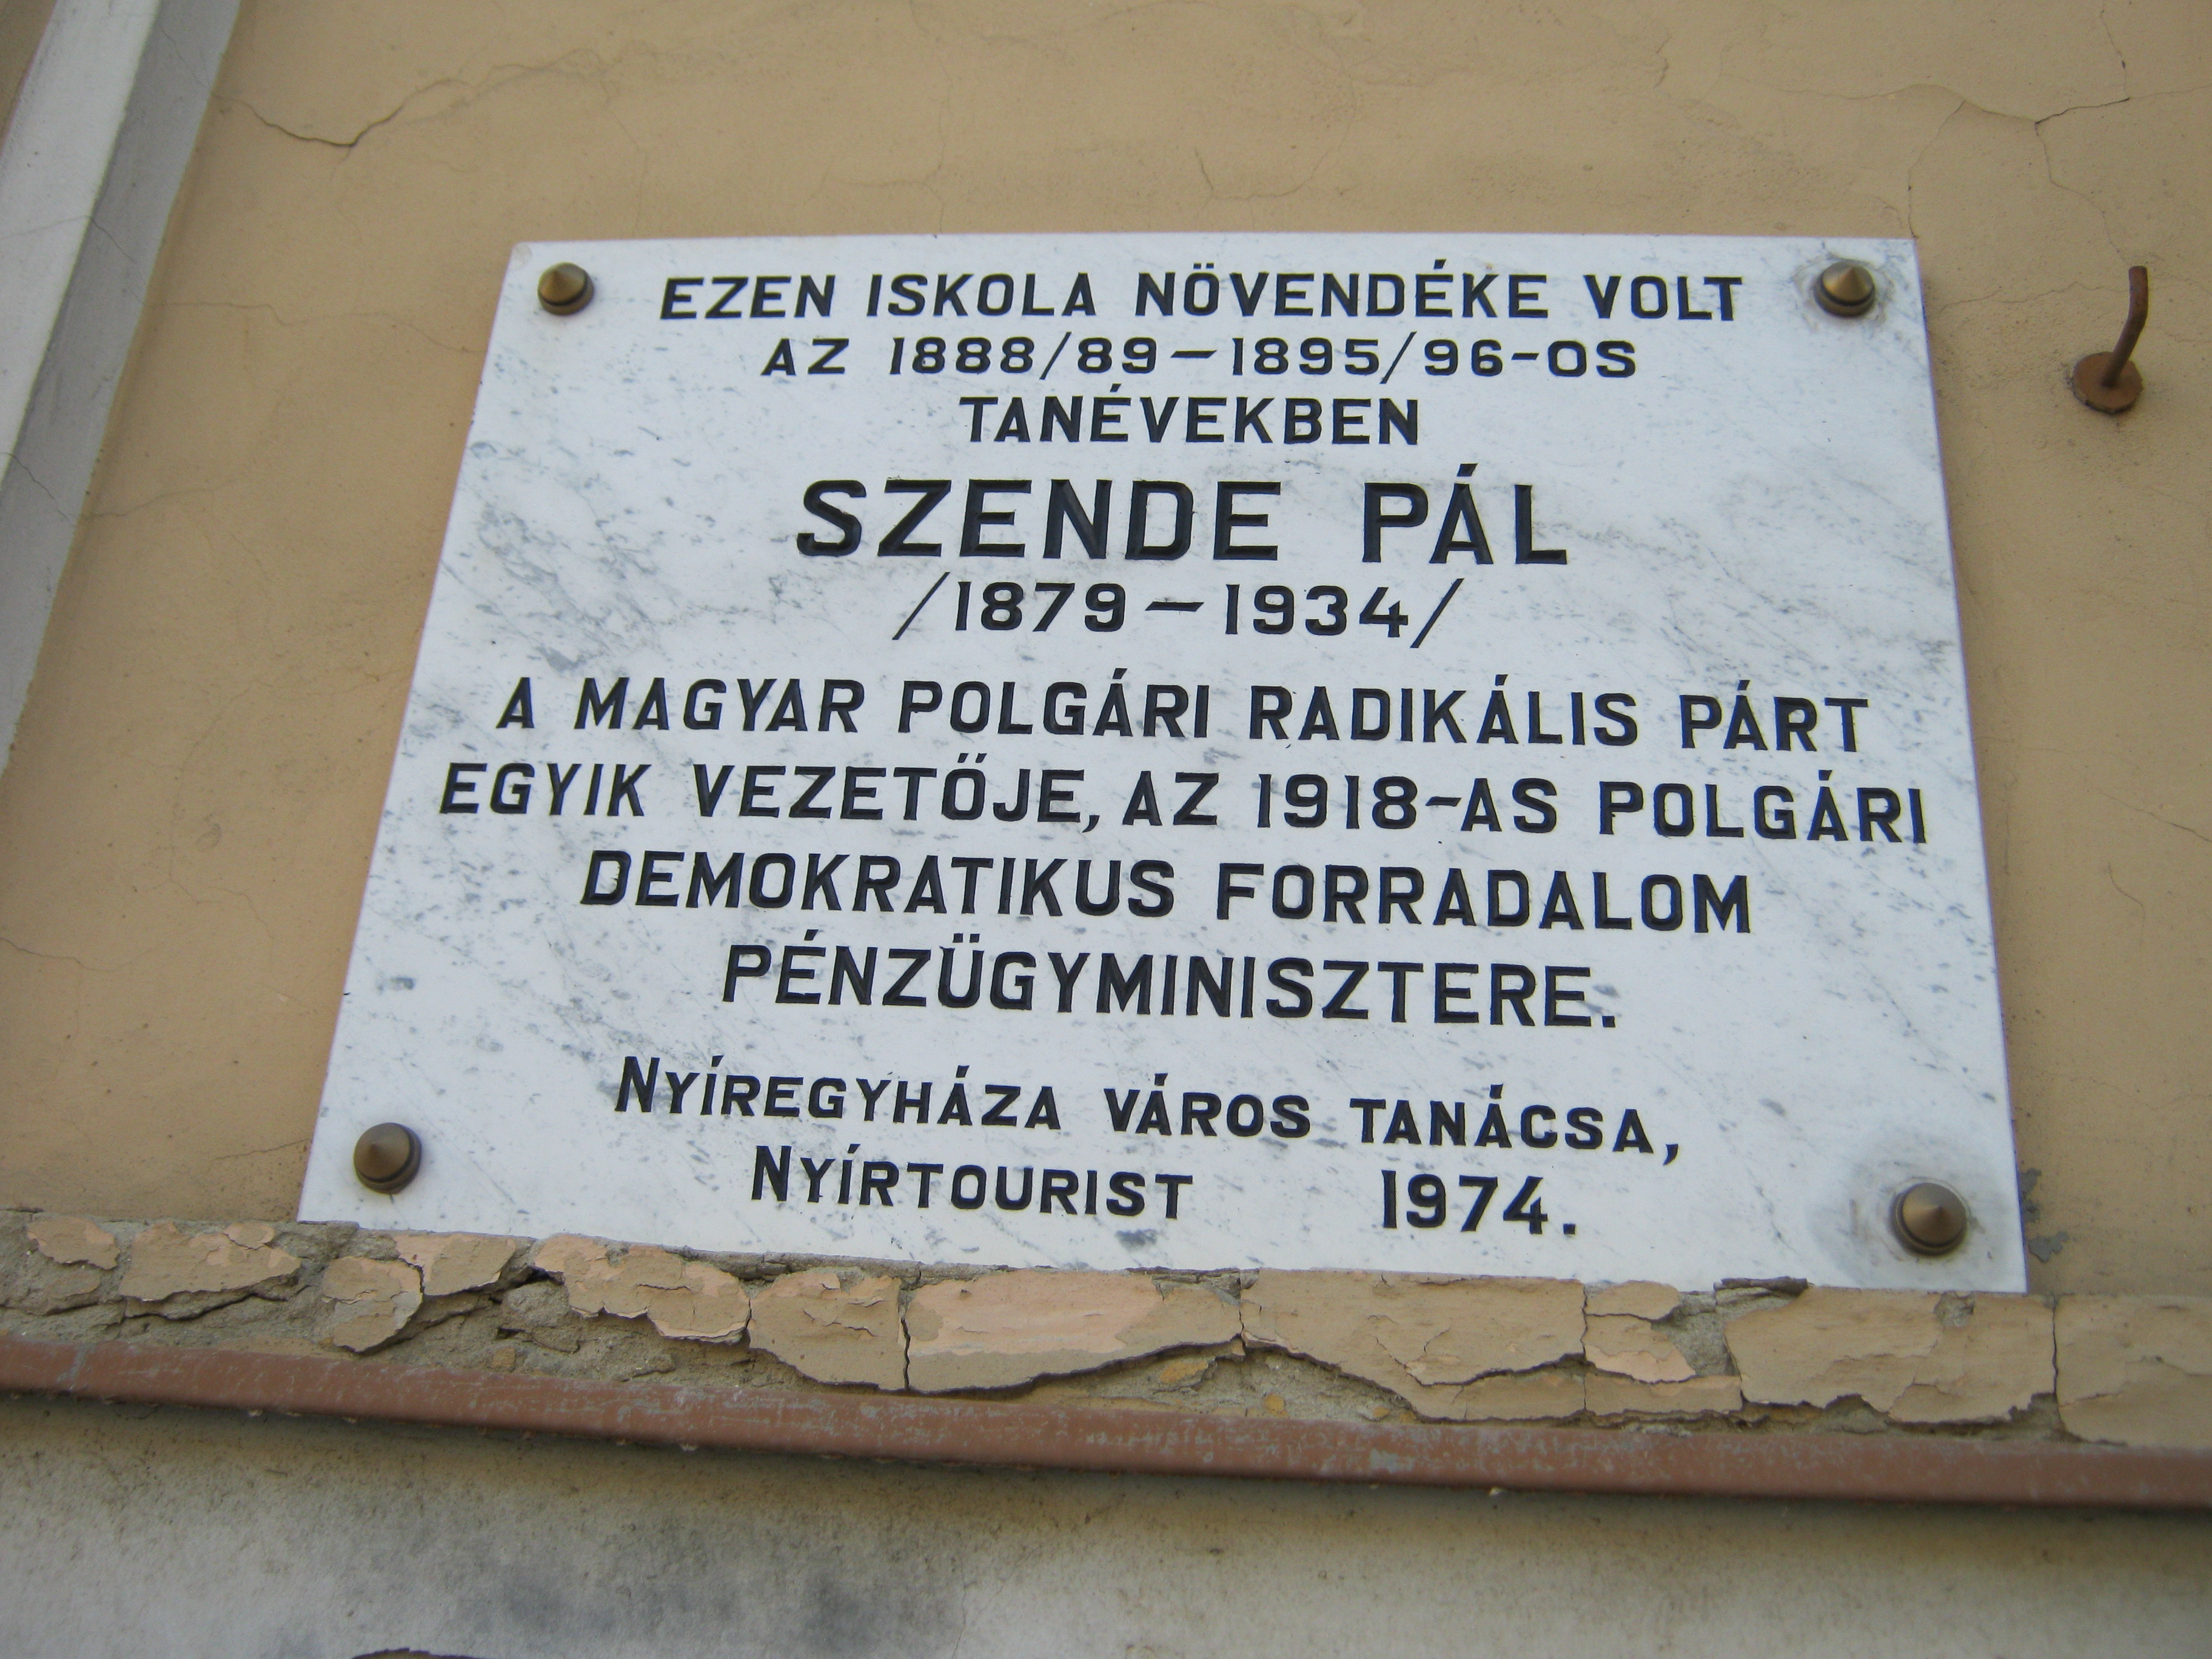 EZEN ISKOLA NÖVENDÉKE VOLT
AZ 1888/89-1895/96-OS
TANÉVEKBEN
SZENDE PÁL
/1879-1934/
A MAGYAR POLGÁRI RADIKÁLIS PÁRT
EGYIK VEZETŐJE, AZ 1918-AS POLGÁRI
DEMOKRATIKUS FORRADALOM
PÉNZÜGYMINISZTERE.
NYÍREGYHÁZA VÁROS TANÁCSA,
NYÍRTOURIST 1974.